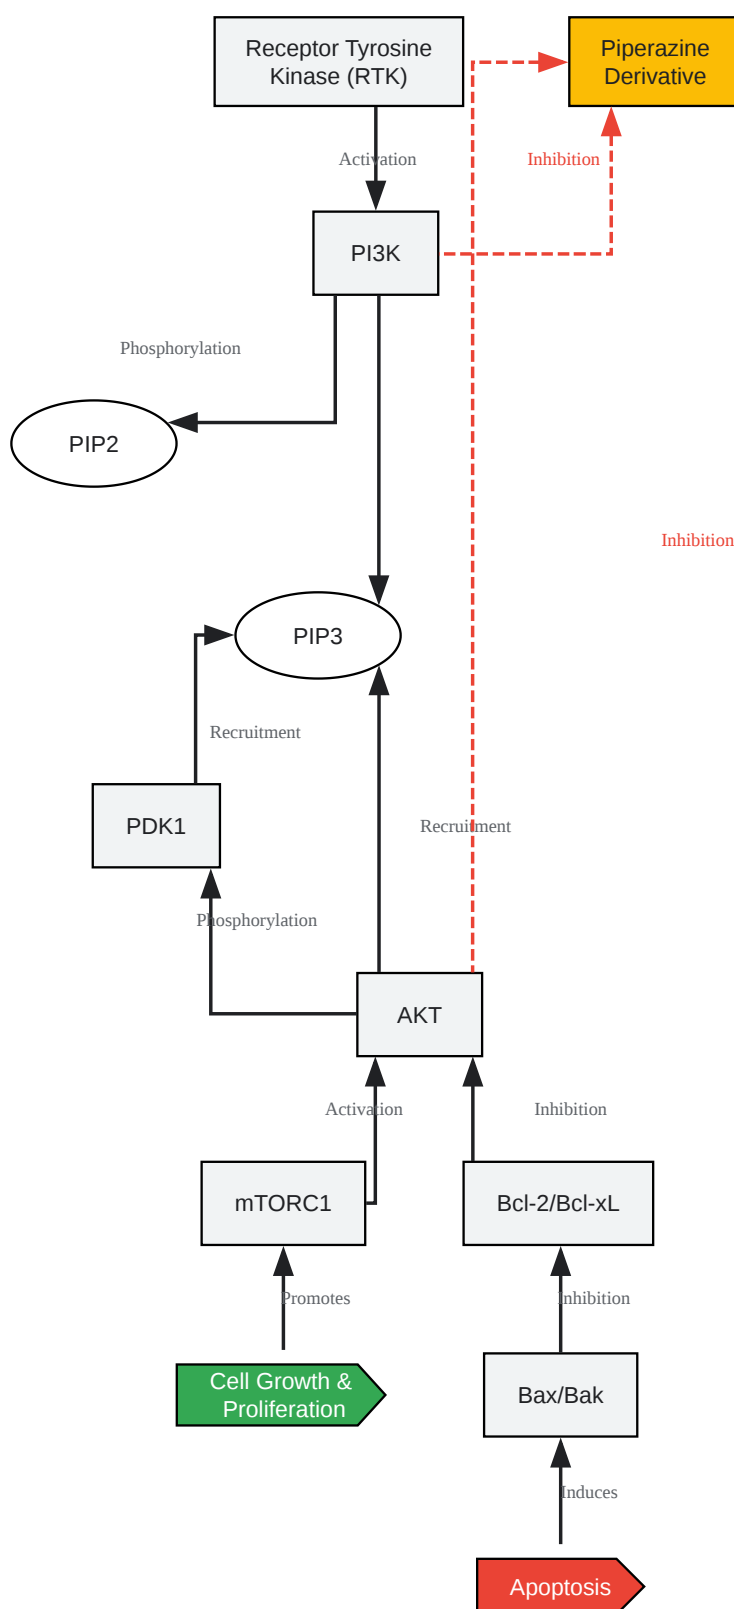 Receptor Tyrosine
Kinase (RTK)
Piperazine
Derivative
Activation
Inhibition
PI3K
Phosphorylation
PIP2
Inhibition
PIP3
Recruitment
PDK1
Recruitment
Phosphorylation
AKT
Activation
Inhibition
mTORC1
Bcl-2/Bcl-xL
Promotes
Inhibition
Cell Growth &
Proliferation
Bax/Bak
Induces
Apoptosis